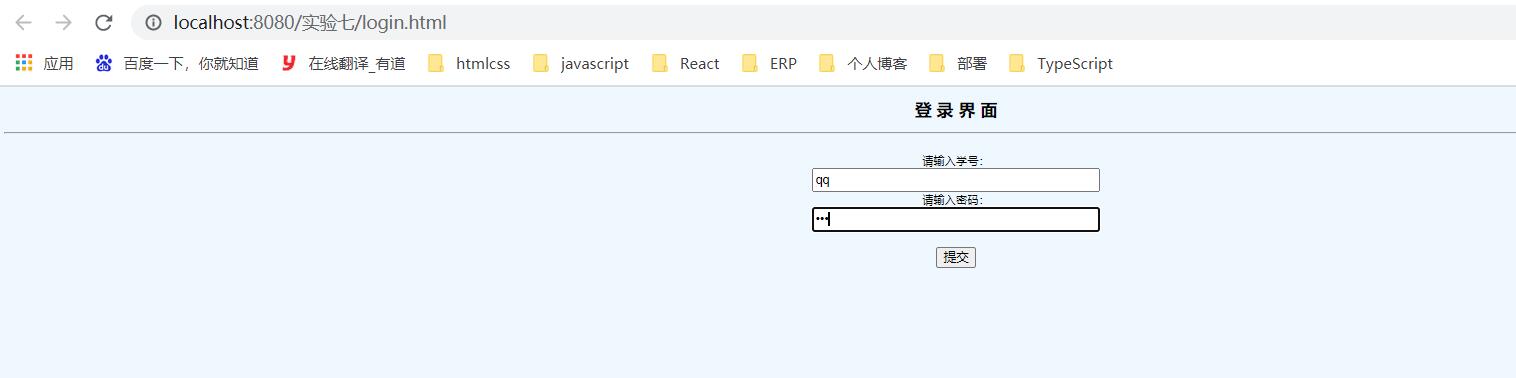 localhost:8080/实验七/login.html
应用 百度一下，你就知道 在线翻译_有道 htmlcss javascript React ERP 个人博客 部署 TypeScript
登 录 界 面
请输入学号：
qq
请输入密码：
•••
提交